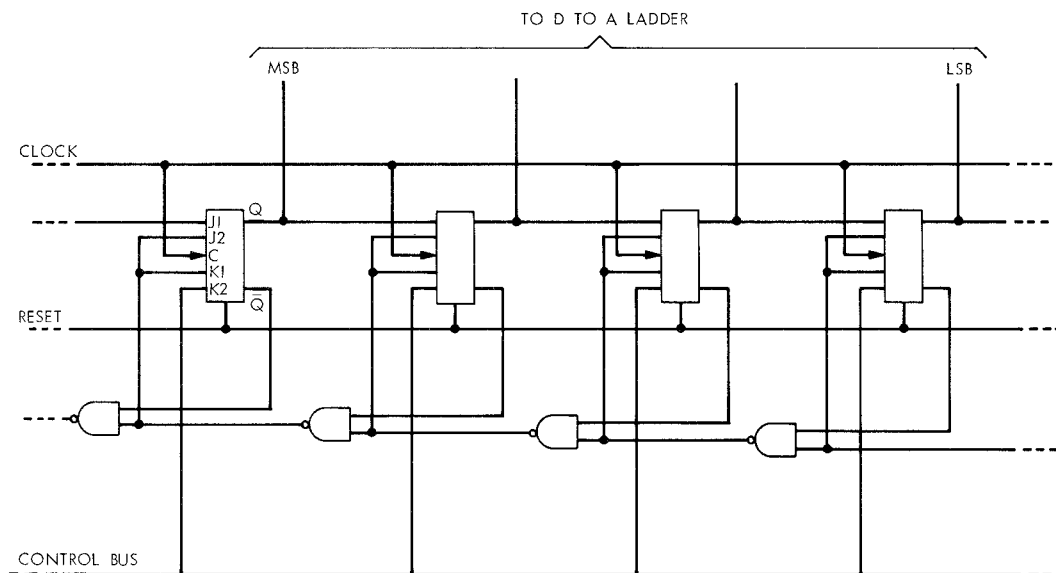 TO D TO A LADDER
MSB
LSB
CLOCK
Q
J1
J2
C
K1
K2
Q̅
RESET
CONTROL BUS